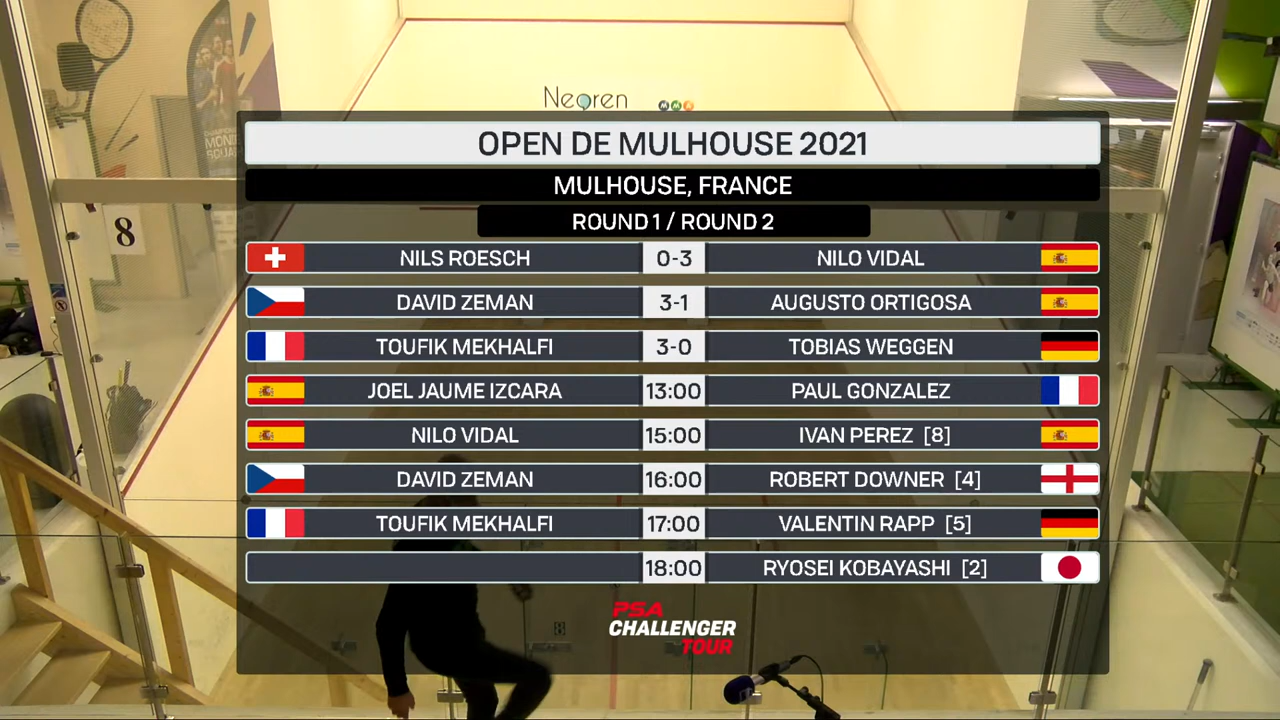 Neoren
OPEN DE MULHOUSE 2021
MULHOUSE, FRANCE
ROUND 1 / ROUND 2
8
NILS ROESCH 0-3 NILO VIDAL
DAVID ZEMAN 3-1 AUGUSTO ORTIGOSA
TOUFIK MEKHALFI 3-0 TOBIAS WEGGEN
JOEL JAUME IZCARA 13:00 PAUL GONZALEZ
NILO VIDAL 15:00 IVAN PEREZ [8]
DAVID ZEMAN 16:00 ROBERT DOWNER [4]
TOUFIK MEKHALFI 17:00 VALENTIN RAPP [5]
18:00 RYOSEI KOBAYASHI [2]
PSA
CHALLENGER
TOUR
8